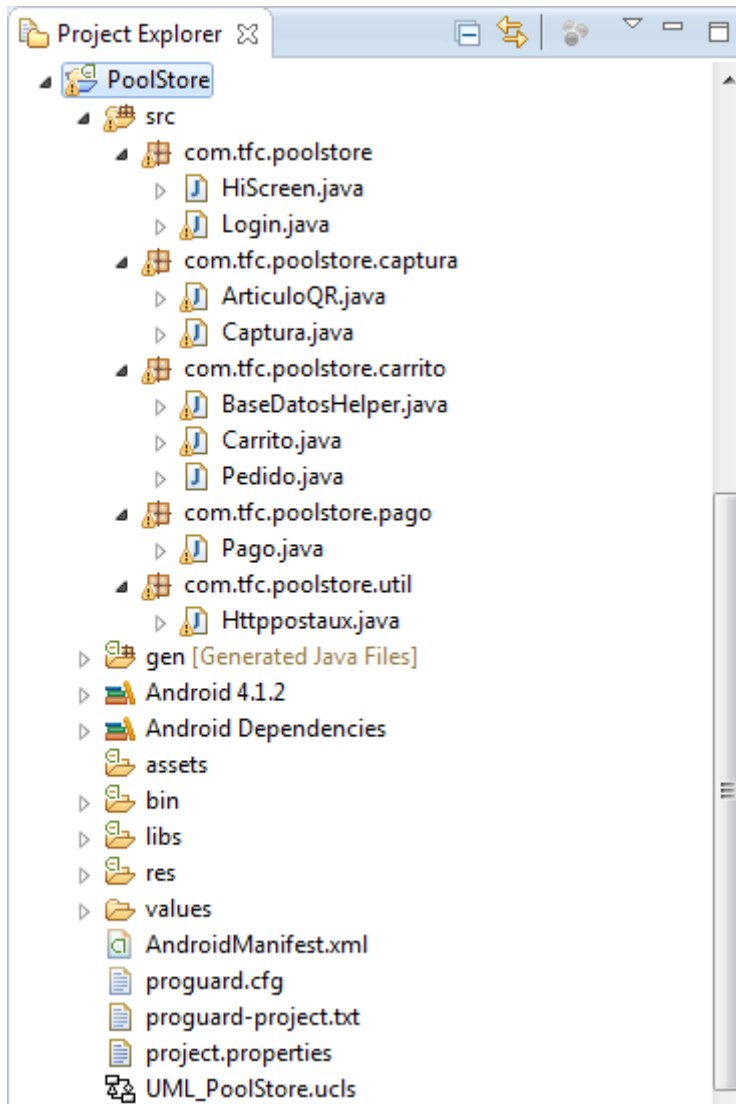 Project Explorer
PoolStore
src
com.tfc.poolstore
HiScreen.java
Login.java
com.tfc.poolstore.captura
ArticuloQR.java
Captura.java
com.tfc.poolstore.carrito
BaseDatosHelper.java
Carrito.java
Pedido.java
com.tfc.poolstore.pago
Pago.java
com.tfc.poolstore.util
Httppostaux.java
gen [Generated Java Files]
Android 4.1.2
Android Dependencies
assets
bin
libs
res
values
AndroidManifest.xml
proguard.cfg
proguard-project.txt
project.properties
UML_PoolStore.ucls